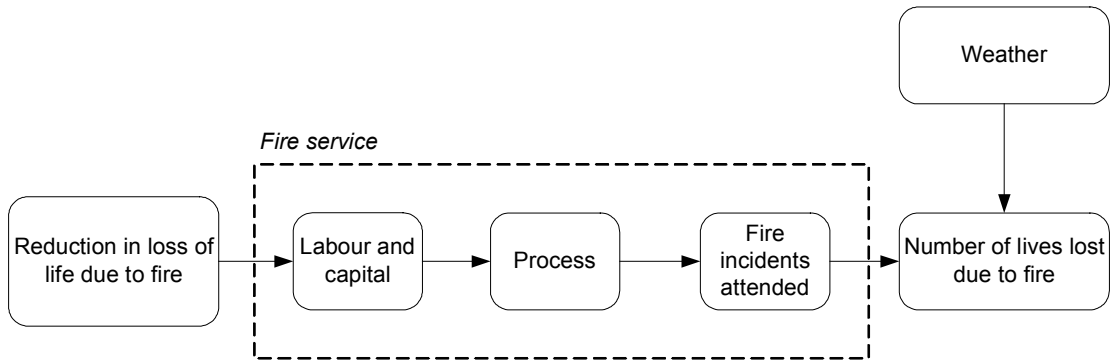 Weather
Fire service
Reduction in loss of
life due to fire
Labour and
capital
Process
Fire
incidents
attended
Number of lives lost
due to fire